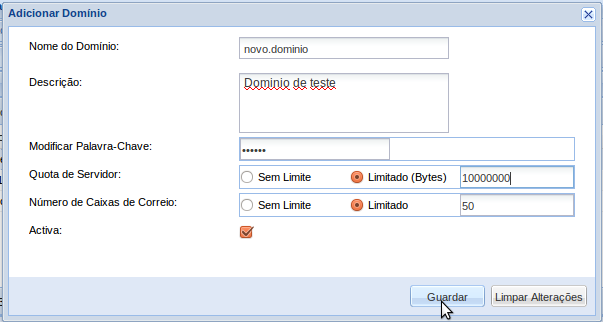 Adicionar Domínio
Nome do Domínio: novo.dominio
Descrição: Dominio de teste
Modificar Palavra-Chave: ••••••
Quota de Servidor: Sem Limite Limitado (Bytes) 10000000
Número de Caixas de Correio: Sem Limite Limitado 50
Activa:
Guardar Limpar Alterações